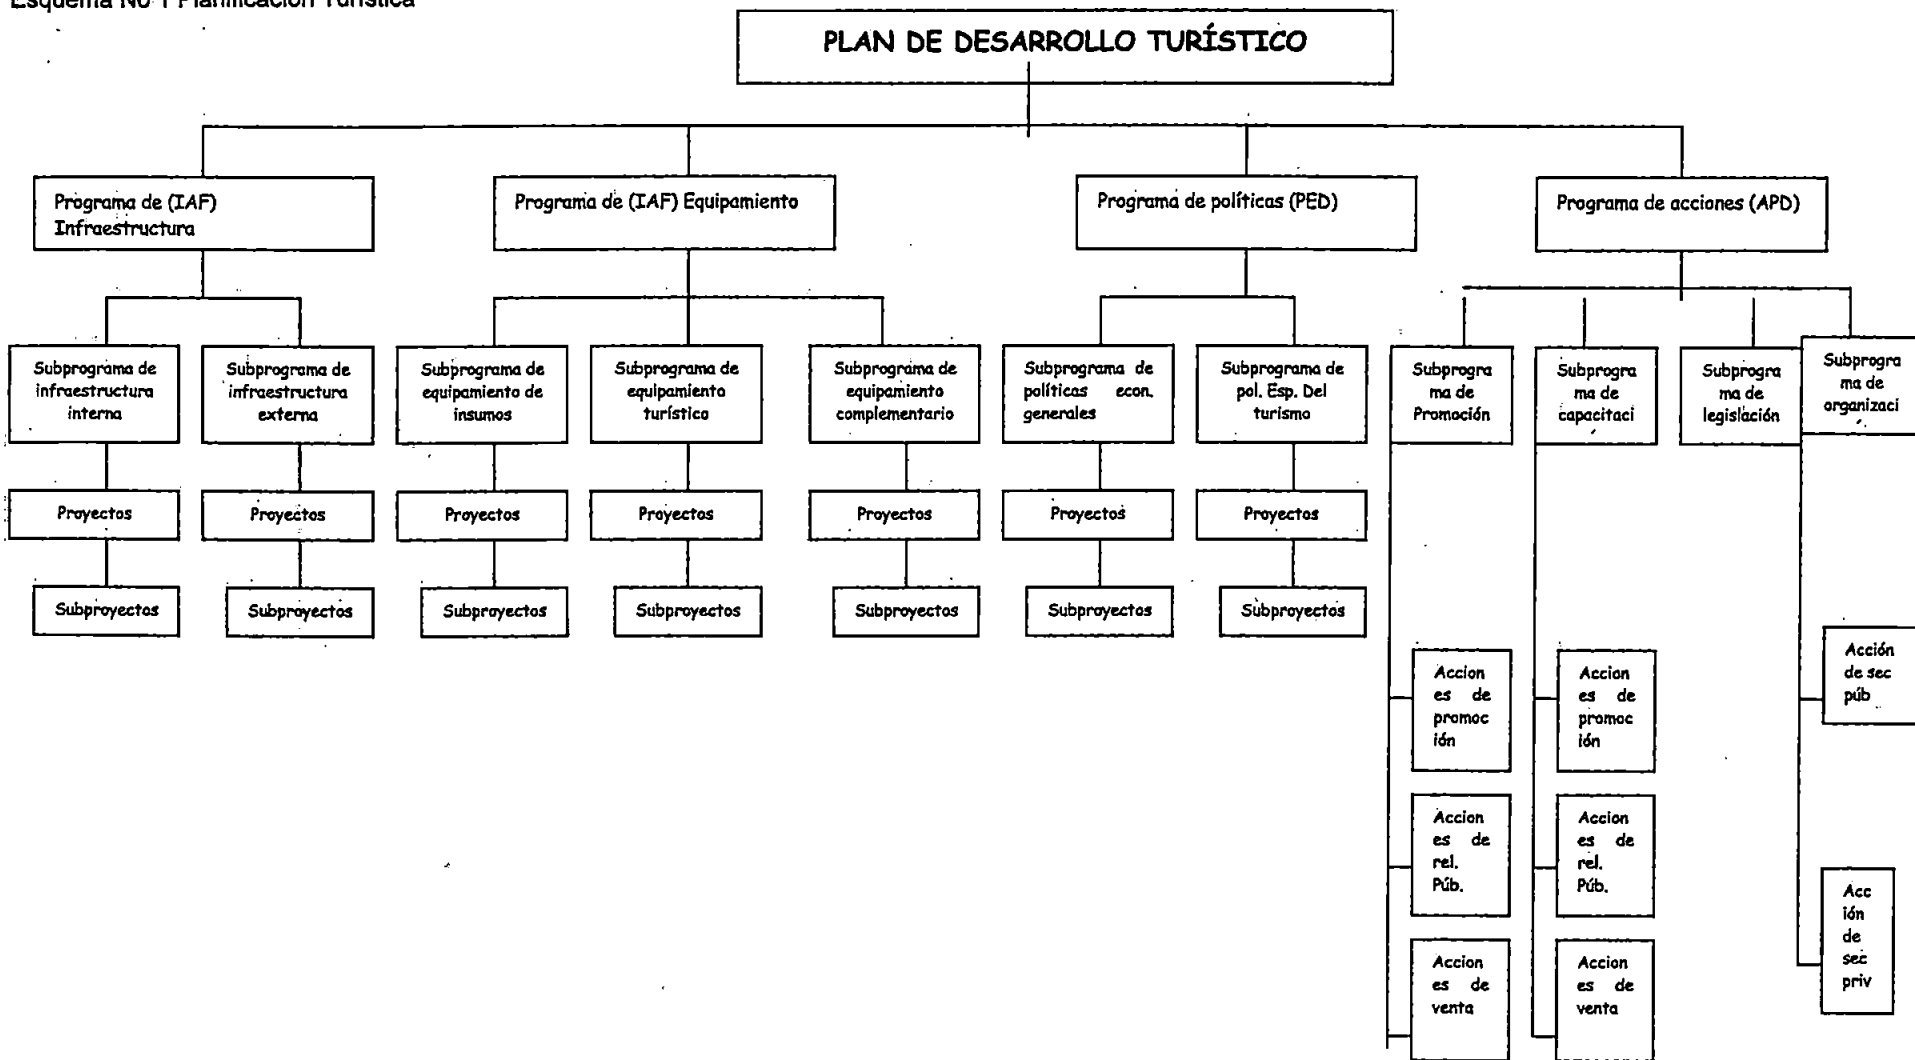 Esquema No 1 Planificación Turística
PLAN DE DESARROLLO TURÍSTICO
Programa de (IAF)
Infraestructura
Programa de (IAF) Equipamiento
Programa de políticas (PED)
Programa de acciones (APD)
Subprograma de
infraestructura
interna
Subprograma de
infraestructura
externa
Subprograma de
equipamiento de
insumos
Subprograma de
equipamiento
turístico
Subprograma de
equipamiento
complementario
Subprograma de
políticas econ.
generales
Subprograma de
pol. Esp. Del
turismo
Subprogra
ma de
Promoción
Subprogra
ma de
capacitaci
Subprogra
ma de
legislación
Subprogra
ma de
organizaci
Proyectos
Proyectos
Proyectos
Proyectos
Proyectos
Proyectos
Proyectos
Subproyectos
Subproyectos
Subproyectos
Subproyectos
Subproyectos
Subproyectos
Subproyectos
Accion
es de
promoc
ión
Accion
es de
rel.
Púb.
Accion
es de
venta
Accion
es de
promoc
ión
Accion
es de
rel.
Púb.
Accion
es de
venta
Acción
de sec
púb
Acc
ión
de
sec
priv